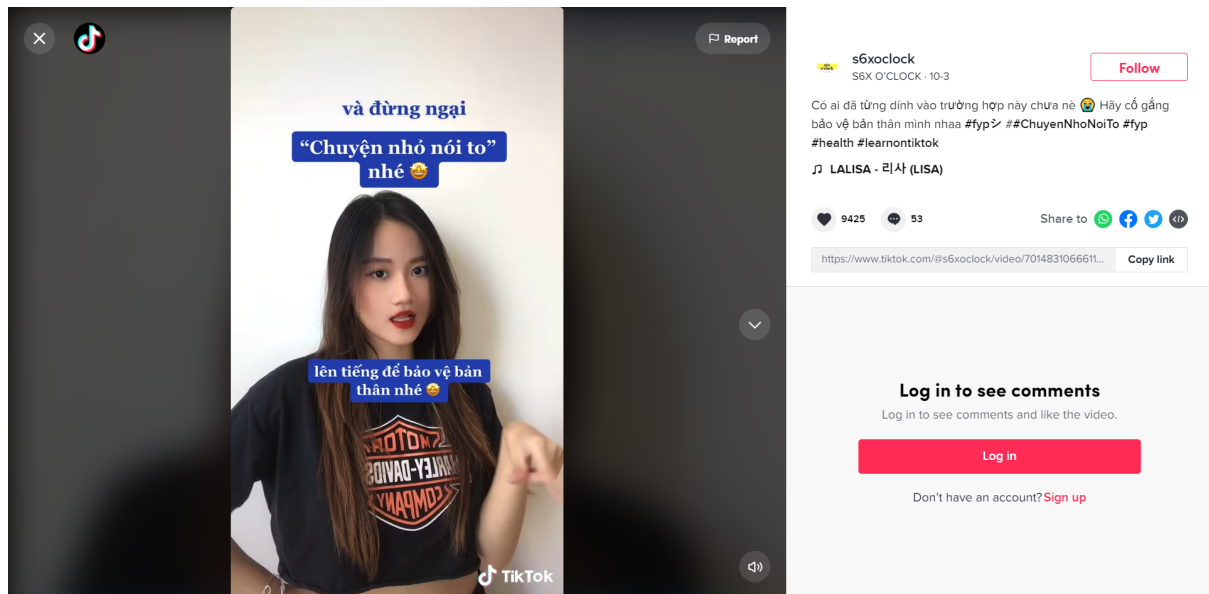 Report
và đừng ngại
“Chuyện nhỏ nói to”
nhé 🤩
lên tiếng để bảo vệ bản
thân nhé 🤩
MOTOR
HARLEY-DAVIDSON
COMPANY
TikTok
s6xoclock
S6X O'CLOCK · 10-3
Follow
Có ai đã từng dính vào trường hợp này chưa nè 😭 Hãy cố gắng
bảo vệ bản thân mình nhaa #fypシ ##ChuyenNhoNoiTo #fyp
#health #learnontiktok
♫ LALISA - 리사 (LISA)
9425
53
Share to
https://www.tiktok.com/@s6xoclock/video/7014831066611...
Copy link
Log in to see comments
Log in to see comments and like the video.
Log in
Don't have an account? Sign up